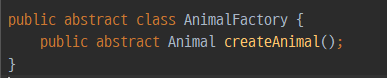 public abstract class AnimalFactory {
    public abstract Animal createAnimal();
}